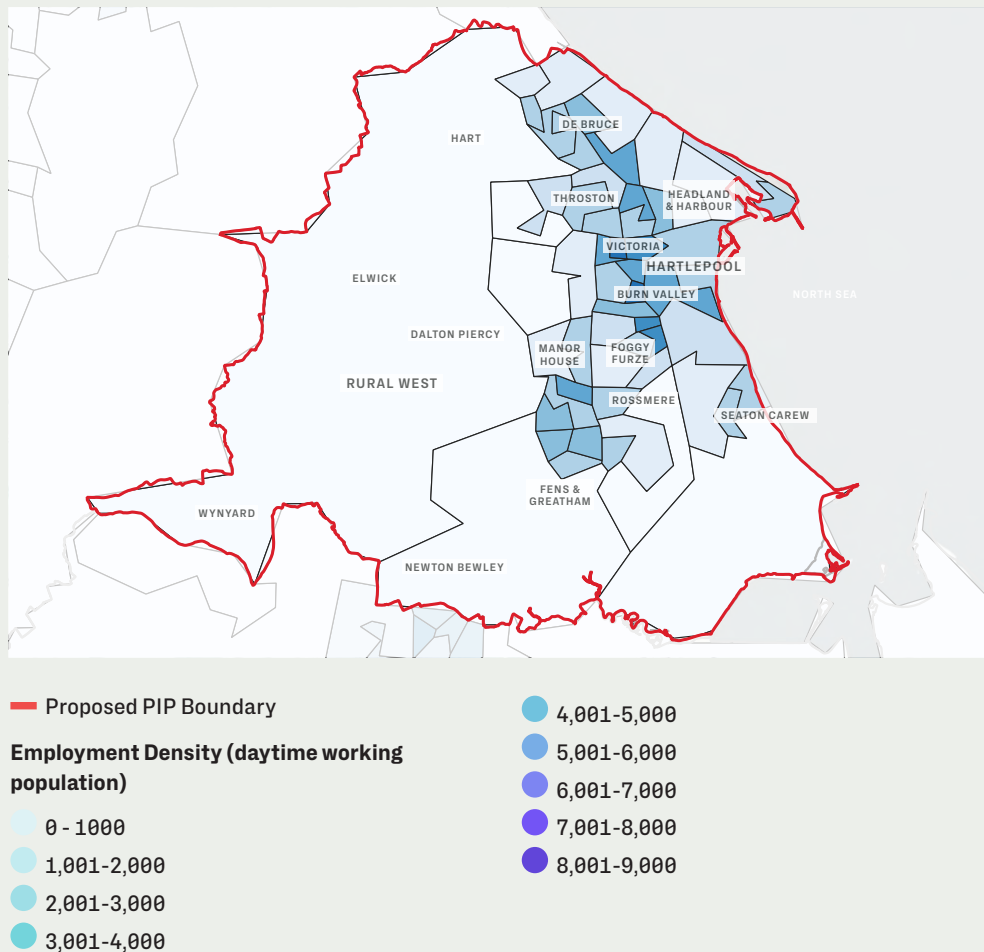 DE BRUCE
HART
THROSTON
HEADLAND
& HARBOUR
VICTORIA
HARTLEPOOL
ELWICK
BURN VALLEY
NORTH SEA
DALTON PIERCY
MANOR
HOUSE
FOGGY
FURZE
RURAL WEST
ROSSMERE
SEATON CAREW
FENS &
GREATHAM
WYNYARD
NEWTON BEWLEY
Proposed PIP Boundary
Employment Density (daytime working
population)
0 - 1000
1,001-2,000
2,001-3,000
3,001-4,000
4,001-5,000
5,001-6,000
6,001-7,000
7,001-8,000
8,001-9,000